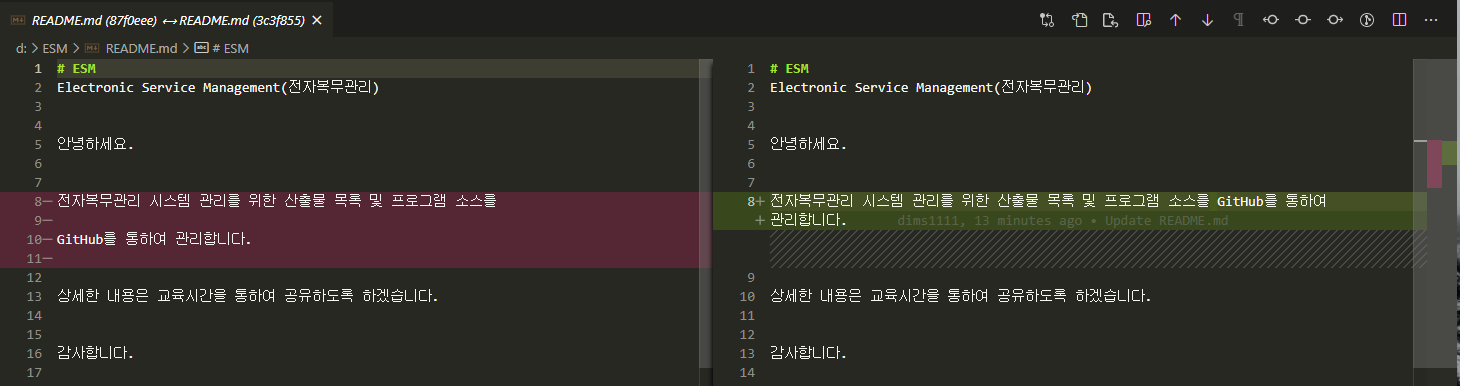 README.md (87f0eee) ↔ README.md (3c3f855)
d: > ESM > README.md > # ESM
1 # ESM
2 Electronic Service Management(전자복무관리)
3
4
5 안녕하세요.
6
7
8− 전자복무관리 시스템 관리를 위한 산출물 목록 및 프로그램 소스를
9−
10− GitHub를 통하여 관리합니다.
11−
12
13 상세한 내용은 교육시간을 통하여 공유하도록 하겠습니다.
14
15
16 감사합니다.
17
1 # ESM
2 Electronic Service Management(전자복무관리)
3
4
5 안녕하세요.
6
7
8+ 전자복무관리 시스템 관리를 위한 산출물 목록 및 프로그램 소스를 GitHub를 통하여
+ 관리합니다. dims1111, 13 minutes ago • Update README.md
9
10 상세한 내용은 교육시간을 통하여 공유하도록 하겠습니다.
11
12
13 감사합니다.
14